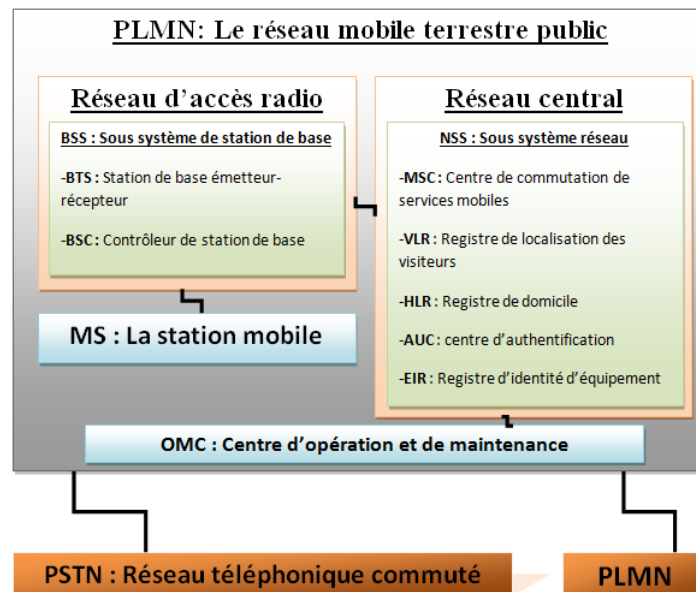 PLMN: Le réseau mobile terrestre public
Réseau d'accès radio
BSS : Sous système de station de base
-BTS : Station de base émetteur-
récepteur
-BSC : Contrôleur de station de base
MS : La station mobile
Réseau central
NSS : Sous système réseau
-MSC : Centre de commutation de
services mobiles
-VLR : Registre de localisation des
visiteurs
-HLR : Registre de domicile
-AUC : centre d'authentification
-EIR : Registre d'identité d'équipement
OMC : Centre d'opération et de maintenance
PSTN : Réseau téléphonique commuté
PLMN